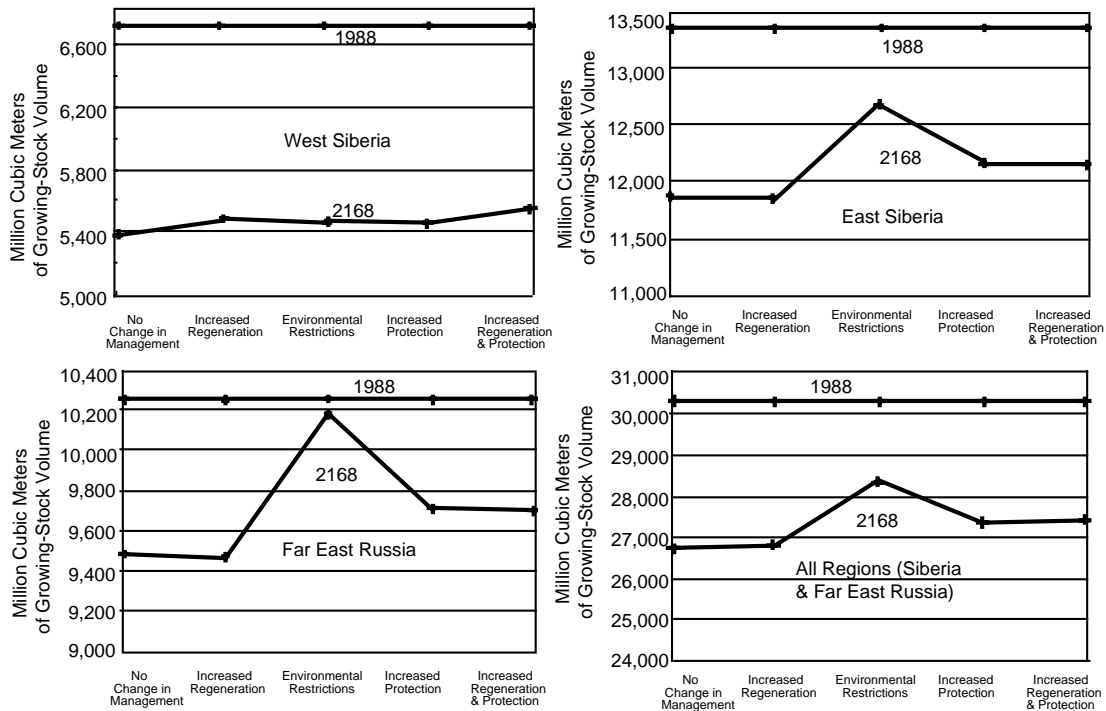 Million Cubic Meters
of Growing-Stock Volume
6,600
6,200
5,800
5,400
5,000
1988
West Siberia
2168
No
Change in
Management
Increased
Regeneration
Environmental
Restrictions
Increased
Protection
Increased
Regeneration
& Protection
Million Cubic Meters
of Growing-Stock Volume
13,500
13,000
12,500
12,000
11,500
11,000
1988
2168
East Siberia
No
Change in
Management
Increased
Regeneration
Environmental
Restrictions
Increased
Protection
Increased
Regeneration
& Protection
Million Cubic Meters
of Growing-Stock Volume
10,400
10,200
10,000
9,800
9,600
9,400
9,200
9,000
1988
2168
Far East Russia
No
Change in
Management
Increased
Regeneration
Environmental
Restrictions
Increased
Protection
Increased
Regeneration
& Protection
Million Cubic Meters
of Growing-Stock Volume
31,000
30,000
29,000
28,000
27,000
26,000
25,000
24,000
1988
2168
All Regions (Siberia
& Far East Russia)
No
Change in
Management
Increased
Regeneration
Environmental
Restrictions
Increased
Protection
Increased
Regeneration
& Protection